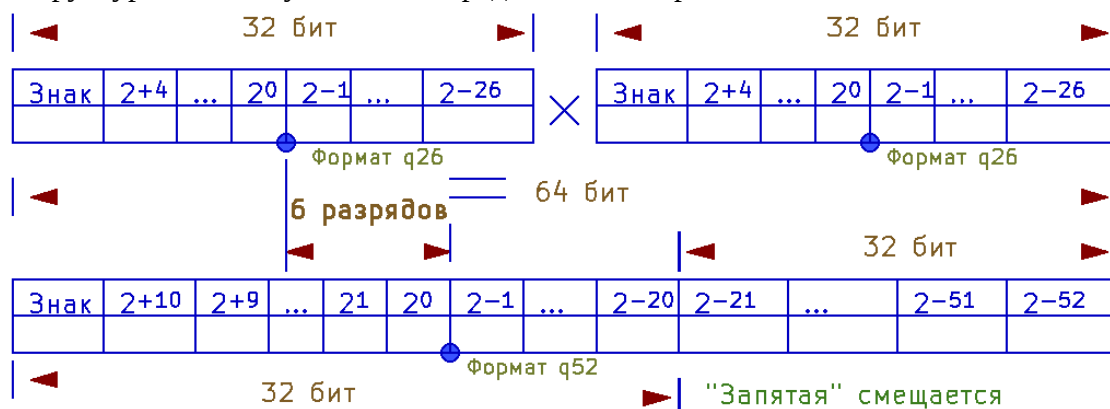 32 бит 32 бит
Знак 2+4 ... 20 2-1 ... 2-26 × Знак 2+4 ... 20 2-1 ... 2-26
Формат q26 Формат q26
= 64 бит
6 разрядов
32 бит
Знак 2+10 2+9 ... 21 20 2-1 ... 2-20 2-21 ... 2-51 2-52
Формат q52
32 бит "Запятая" смещается